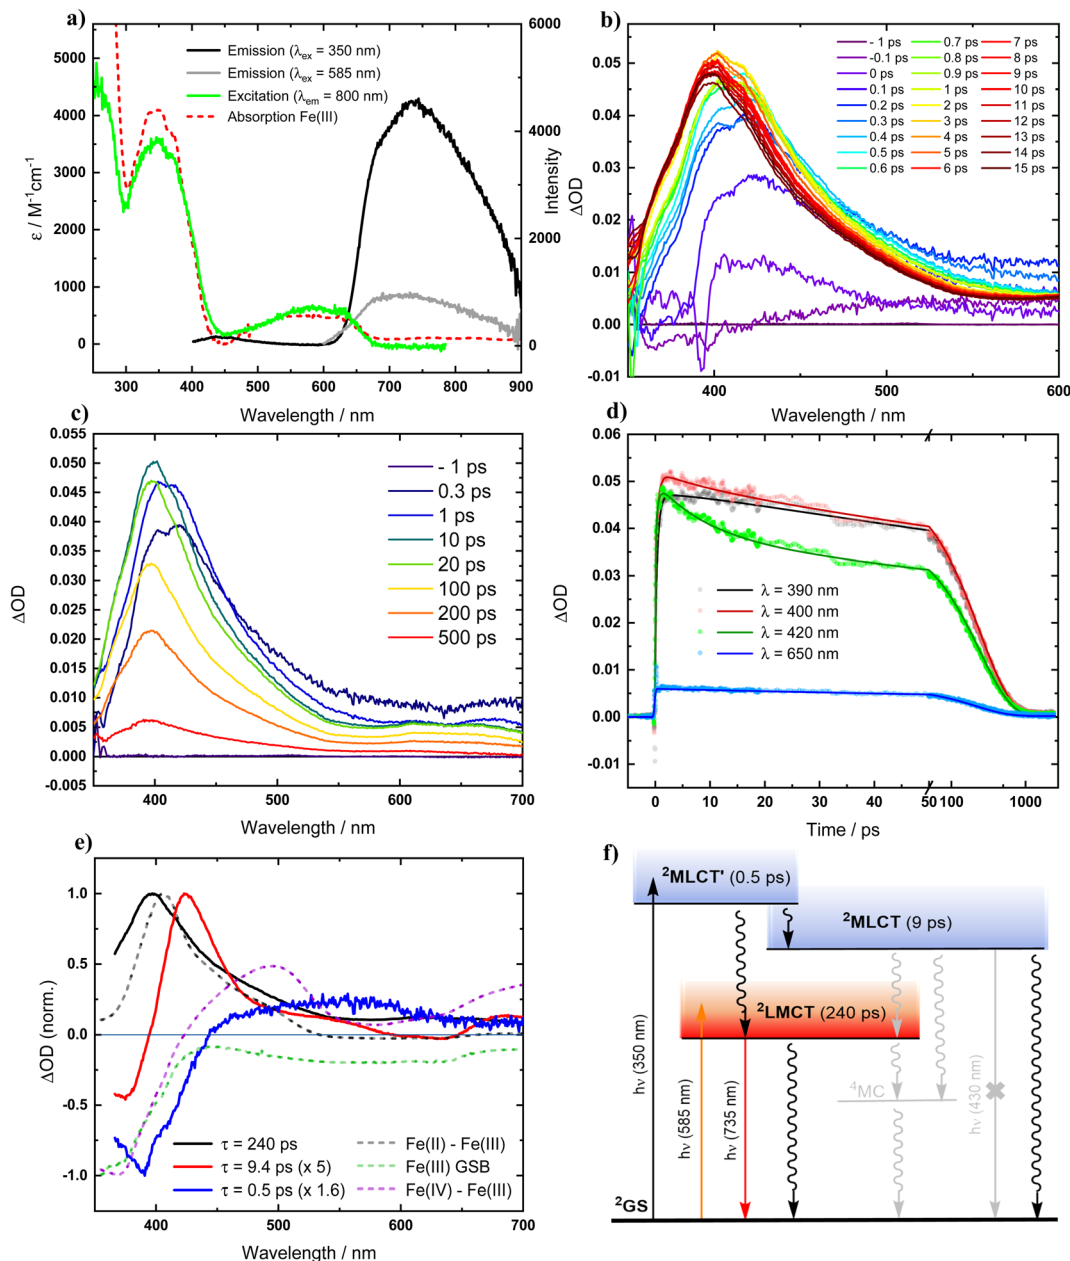 a)
Emission (λex = 350 nm)
Emission (λex = 585 nm)
Excitation (λem = 800 nm)
Absorption Fe(III)
5000
4000
3000
2000
1000
0
ε / M⁻¹cm⁻¹
6000
4000
2000
0
Intensity
300 400 500 600 700 800 900
Wavelength / nm
b)
- 1 ps 0.7 ps 7 ps
-0.1 ps 0.8 ps 8 ps
0 ps 0.9 ps 9 ps
0.1 ps 1 ps 10 ps
0.2 ps 2 ps 11 ps
0.3 ps 3 ps 12 ps
0.4 ps 4 ps 13 ps
0.5 ps 5 ps 14 ps
0.6 ps 6 ps 15 ps
0.06
0.05
0.04
0.03
0.02
0.01
0.00
-0.01
ΔOD
400 500 600
Wavelength / nm
c)
0.055
0.050
0.045
0.040
0.035
0.030
0.025
0.020
0.015
0.010
0.005
0.000
-0.005
ΔOD
- 1 ps
0.3 ps
1 ps
10 ps
20 ps
100 ps
200 ps
500 ps
400 500 600 700
Wavelength / nm
d)
0.06
0.05
0.04
0.03
0.02
0.01
0.00
-0.01
ΔOD
λ = 390 nm
λ = 400 nm
λ = 420 nm
λ = 650 nm
0 10 20 30 40 50 100 1000
Time / ps
e)
1.0
0.5
0.0
-0.5
-1.0
ΔOD (norm.)
τ = 240 ps
τ = 9.4 ps (x 5)
τ = 0.5 ps (x 1.6)
Fe(II) - Fe(III)
Fe(III) GSB
Fe(IV) - Fe(III)
400 500 600 700
Wavelength / nm
f)
²MLCT' (0.5 ps)
²MLCT (9 ps)
²LMCT (240 ps)
⁴MC
hν (350 nm)
hν (585 nm)
hν (735 nm)
hν (430 nm)
²GS